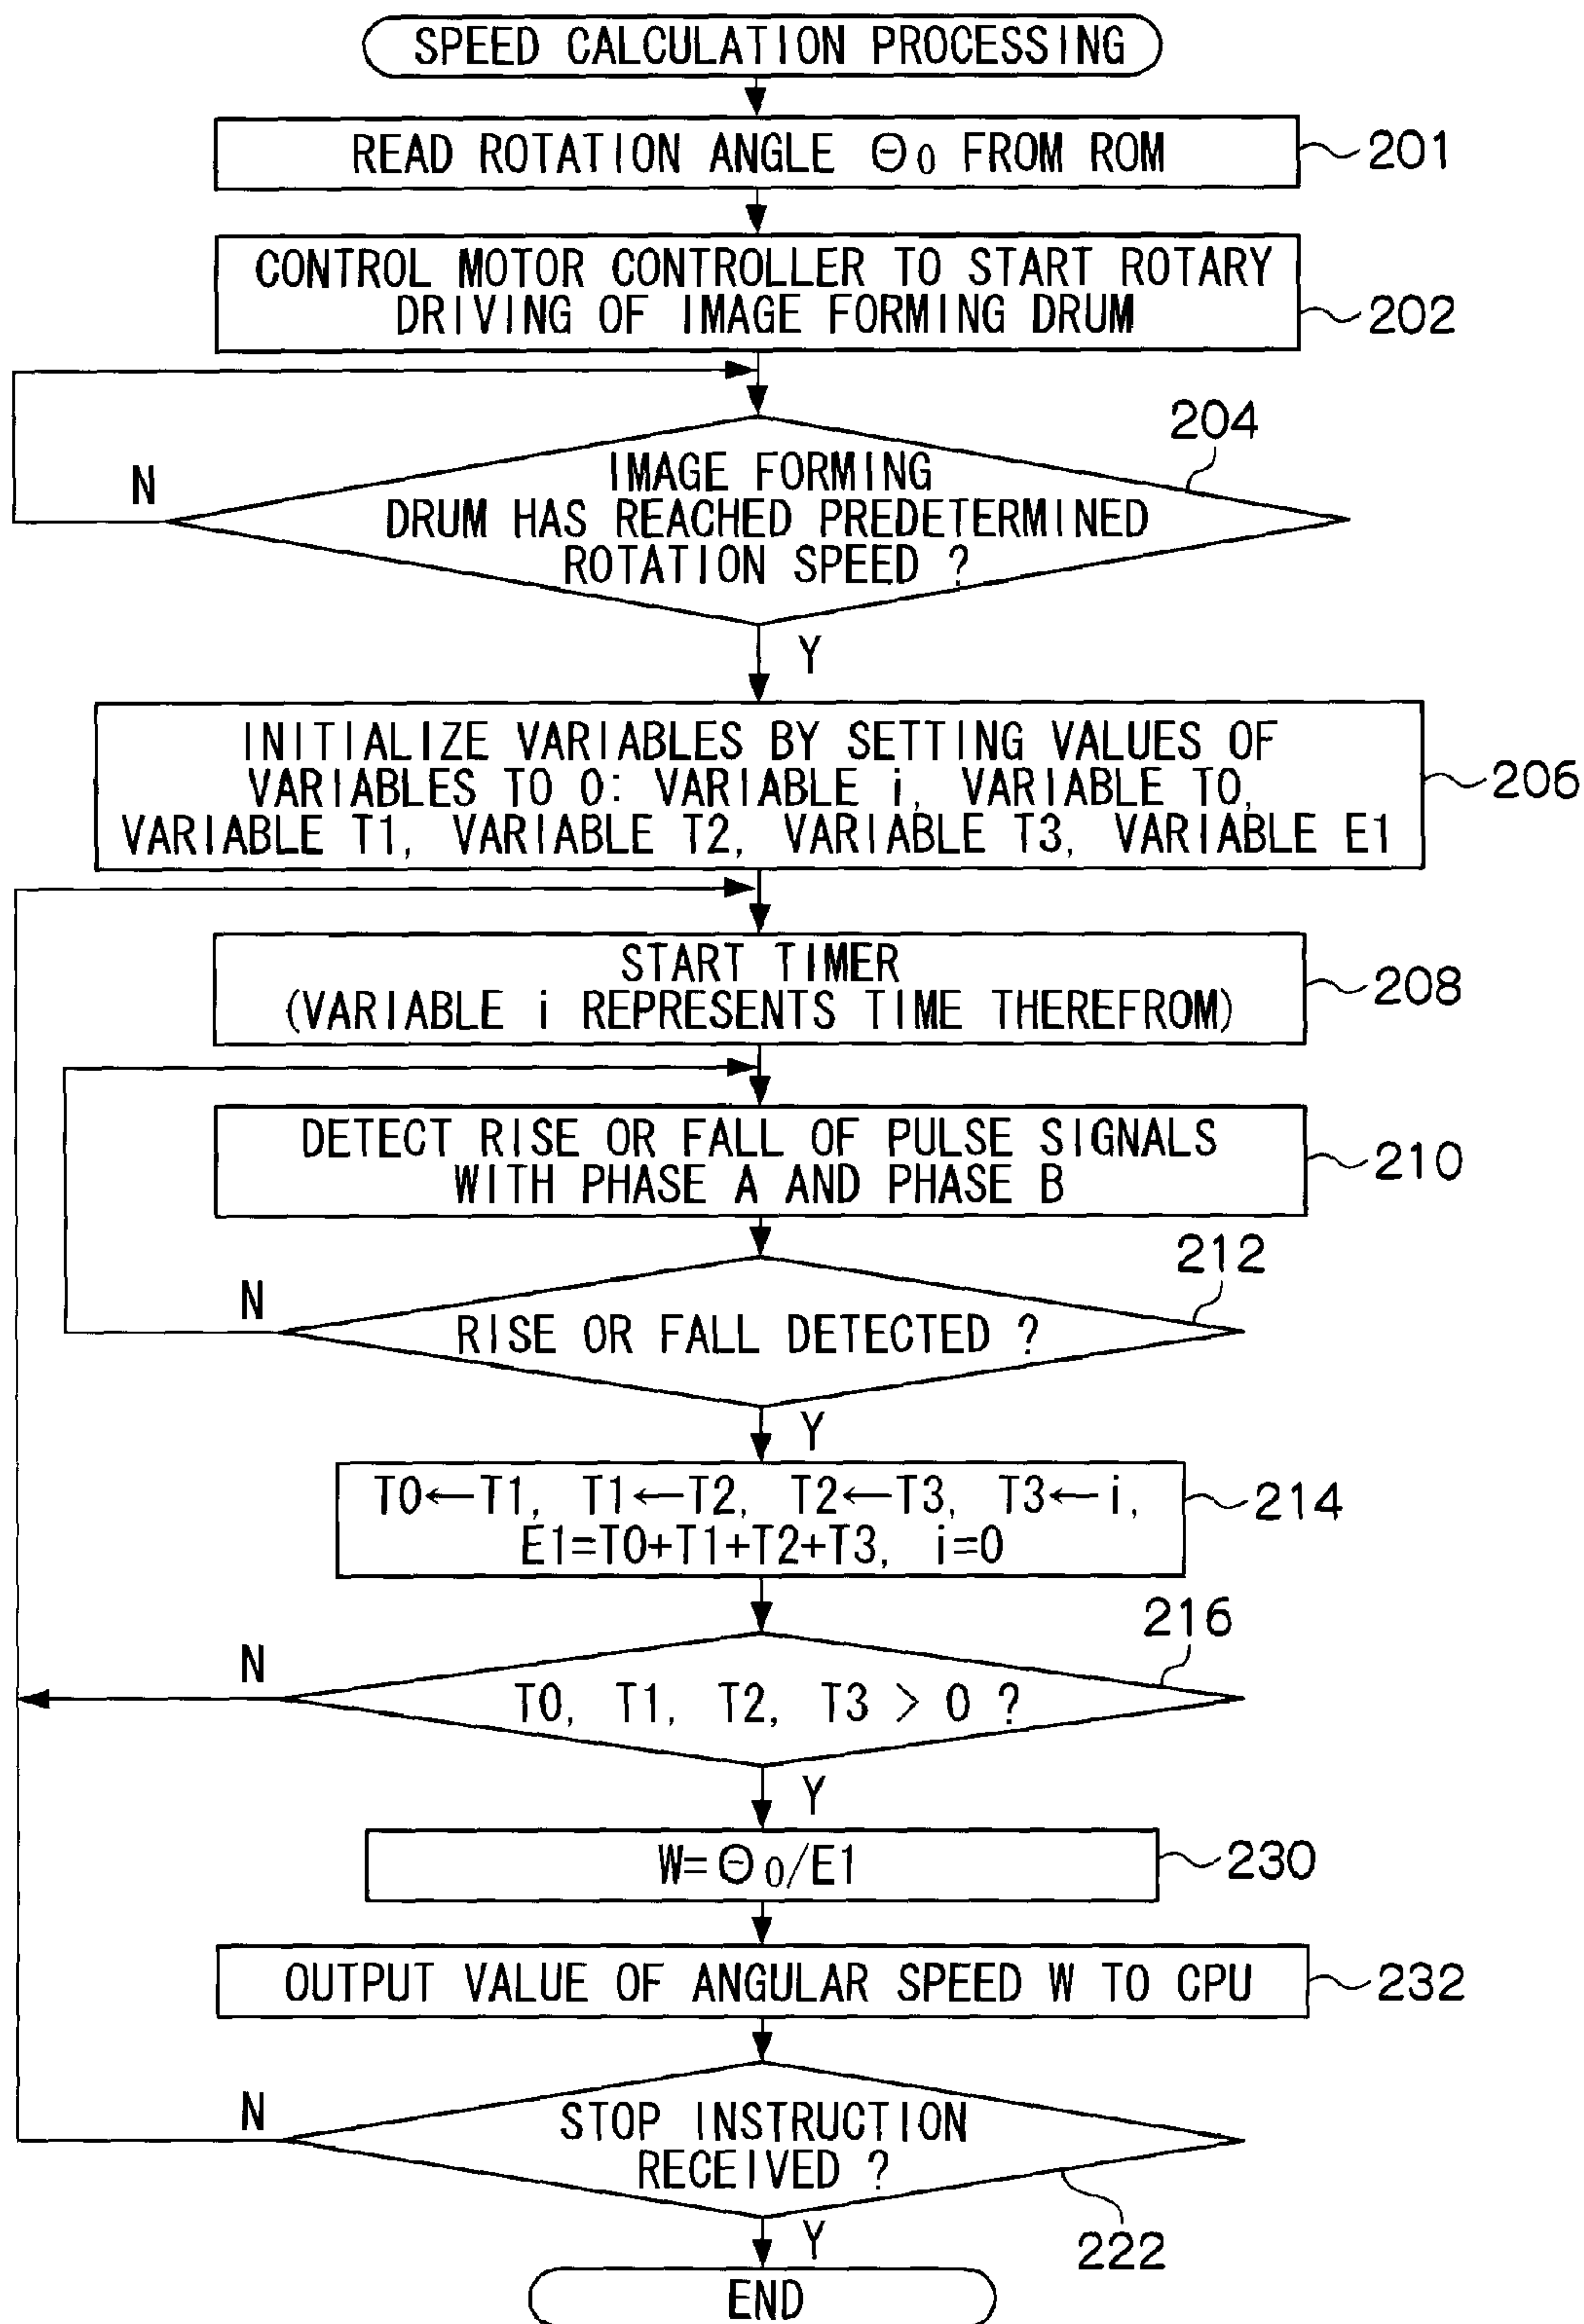 SPEED CALCULATION PROCESSING
READ ROTATION ANGLE Θ0 FROM ROM
201
CONTROL MOTOR CONTROLLER TO START ROTARY
DRIVING OF IMAGE FORMING DRUM
202
204
N
IMAGE FORMING
DRUM HAS REACHED PREDETERMINED
ROTATION SPEED ?
Y
INITIALIZE VARIABLES BY SETTING VALUES OF
VARIABLES TO 0: VARIABLE i, VARIABLE T0,
VARIABLE T1, VARIABLE T2, VARIABLE T3, VARIABLE E1
206
START TIMER
(VARIABLE i REPRESENTS TIME THEREFROM)
208
DETECT RISE OR FALL OF PULSE SIGNALS
WITH PHASE A AND PHASE B
210
212
N
RISE OR FALL DETECTED ?
Y
T0←T1, T1←T2, T2←T3, T3←i,
E1=T0+T1+T2+T3, i=0
214
216
N
T0, T1, T2, T3 > 0 ?
Y
W=Θ0/E1
230
OUTPUT VALUE OF ANGULAR SPEED W TO CPU
232
N
STOP INSTRUCTION
RECEIVED ?
222
Y
END